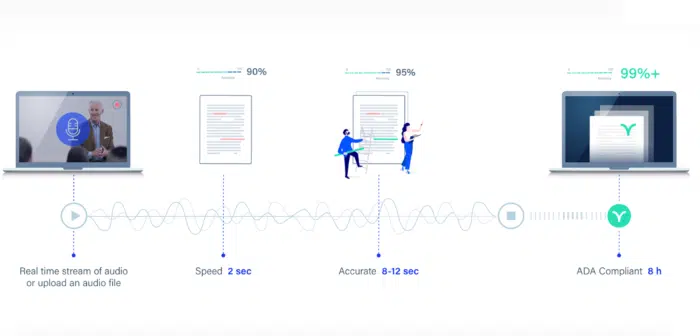 90%
95%
99%+
Real time stream of audio
or upload an audio file
Speed 2 sec
Accurate 8-12 sec
ADA Compliant 8 h